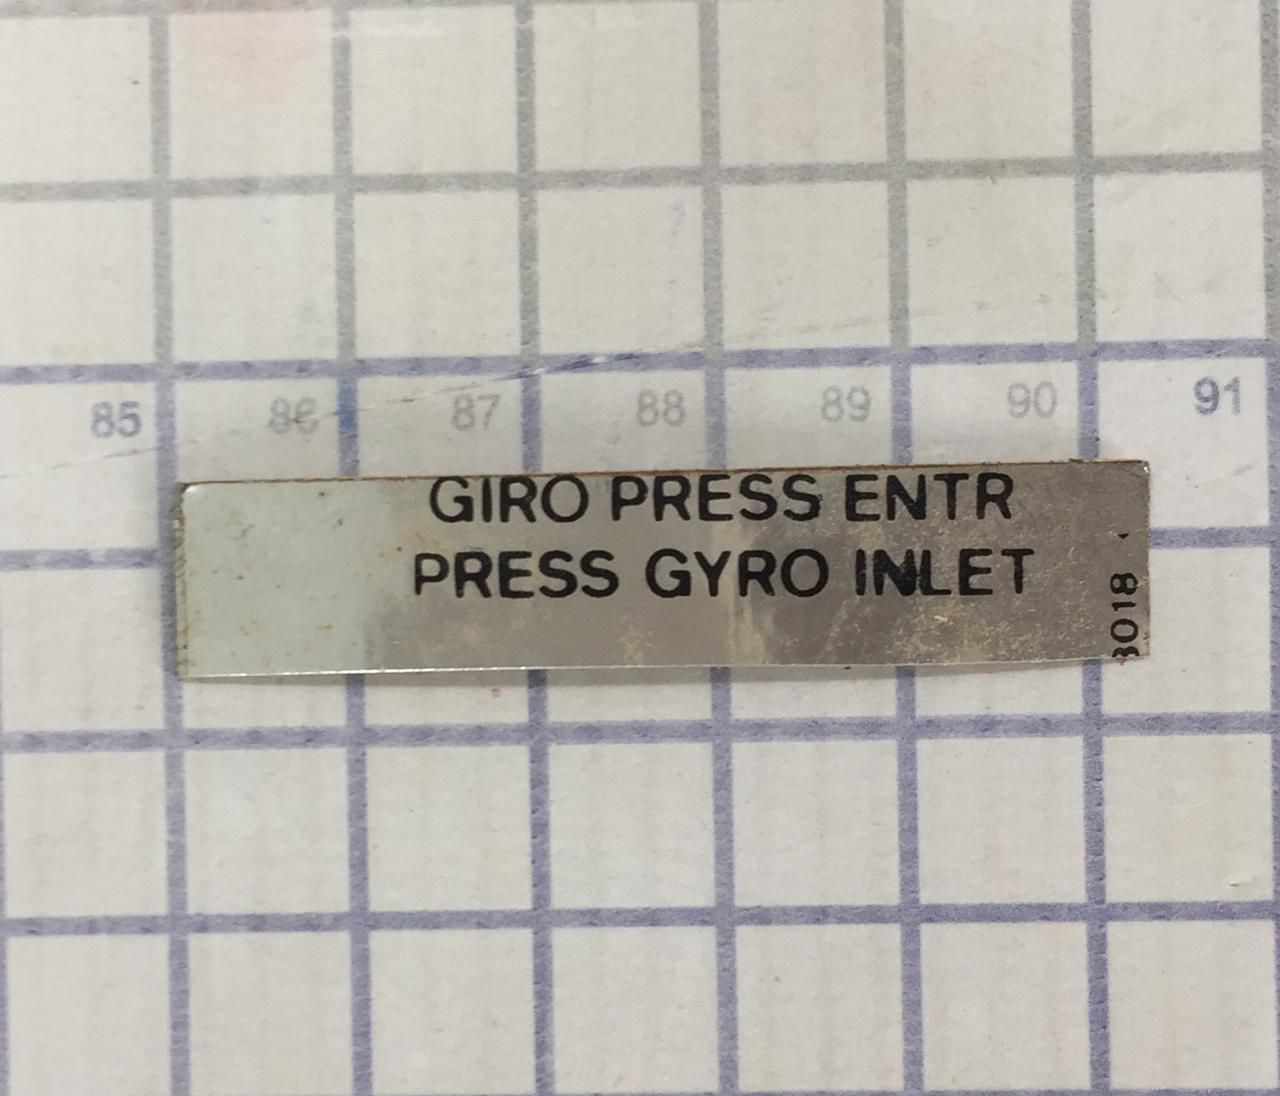 85 86 87 88 89 90 91
GIRO PRESS ENTR
PRESS GYRO INLET
3018